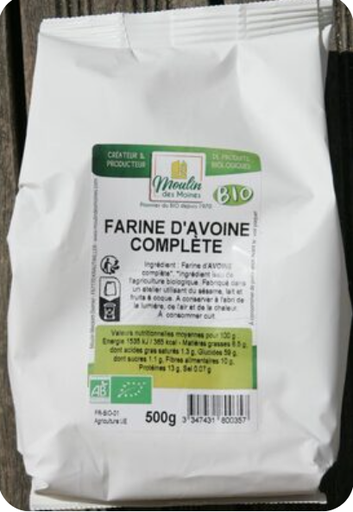 CRÉATEUR &
PRODUCTEUR
DE PRODUITS
BIOLOGIQUES
Moulin
des Moines
Pionnier du BIO depuis 1970
BIO
FARINE D'AVOINE
COMPLÈTE
Ingrédient : Farine d'AVOINE
complète*. *ingrédient issu de
l'agriculture biologique. Fabriqué dans
un atelier utilisant du sésame, lait et
fruits à coque. A conserver à l'abri de
la lumière, de l'air et de la chaleur.
A consommer cuit
Valeurs nutritionnelles moyennes pour 100 g :
Energie 1535 kJ / 365 kcal - Matières grasses 6.5 g,
dont acides gras saturés 1.3 g, Glucides 59 g,
dont sucres 1.1 g, Fibres alimentaires 10 g,
Protéines 13 g, Sel 0.07 g
AB
FR-BIO-01
Agriculture UE
500g
3 347431 800357